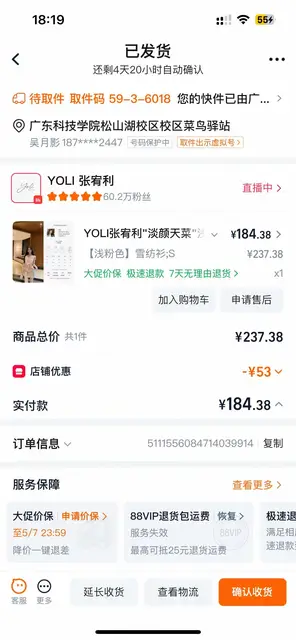 18:19
55
已发货
还剩4天20小时自动确认
待取件 取件码 59-3-6018 您的快件已由广...
广东科技学院松山湖校区校区菜鸟驿站
吴月影 187****2447 号码保护中 取件出示虚拟号
YOLI 张宥利
60.2万粉丝
直播中
YOLI张宥利"淡颜天菜"
¥184.38
【浅粉色】雪纺衫;S
¥237.38
大促价保 极速退款 7天无理由退货
x1
加入购物车
申请售后
商品总价 共1件
¥237.38
店铺优惠
-¥53
实付款
¥184.38
订单信息
5111556084714039914
复制
服务保障
查看更多
大促价保 申请价保
至5/7 23:59
降价一键退差
88VIP退货包运费 恢复
服务失效
最高可抵25元退货运费
88VIP
极速退
满足相
速退款
客服
更多
延长收货
查看物流
确认收货